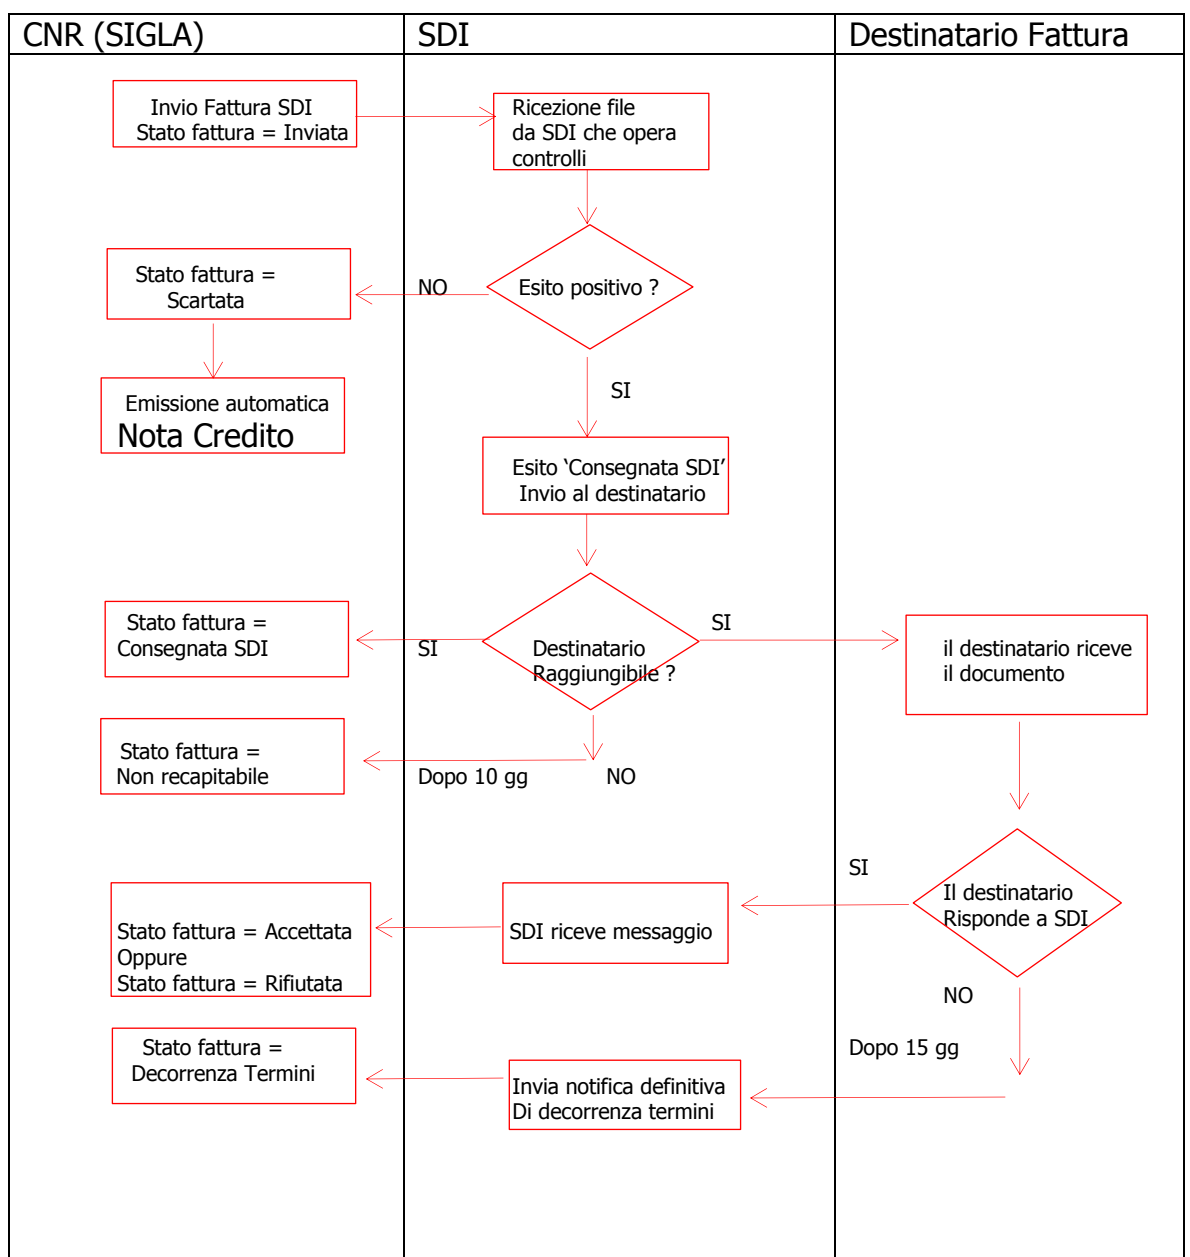 CNR (SIGLA)
SDI
Destinatario Fattura
Invio Fattura SDI
Stato fattura = Inviata
Ricezione file
da SDI che opera
controlli
Stato fattura =
Scartata
NO
Esito positivo ?
SI
Emissione automatica
Nota Credito
Esito ‘Consegnata SDI’
Invio al destinatario
Stato fattura =
Consegnata SDI
SI
Destinatario
Raggiungibile ?
SI
il destinatario riceve
il documento
Stato fattura =
Non recapitabile
Dopo 10 gg
NO
SI
Il destinatario
Risponde a SDI
Stato fattura = Accettata
Oppure
Stato fattura = Rifiutata
SDI riceve messaggio
NO
Dopo 15 gg
Stato fattura =
Decorrenza Termini
Invia notifica definitiva
Di decorrenza termini